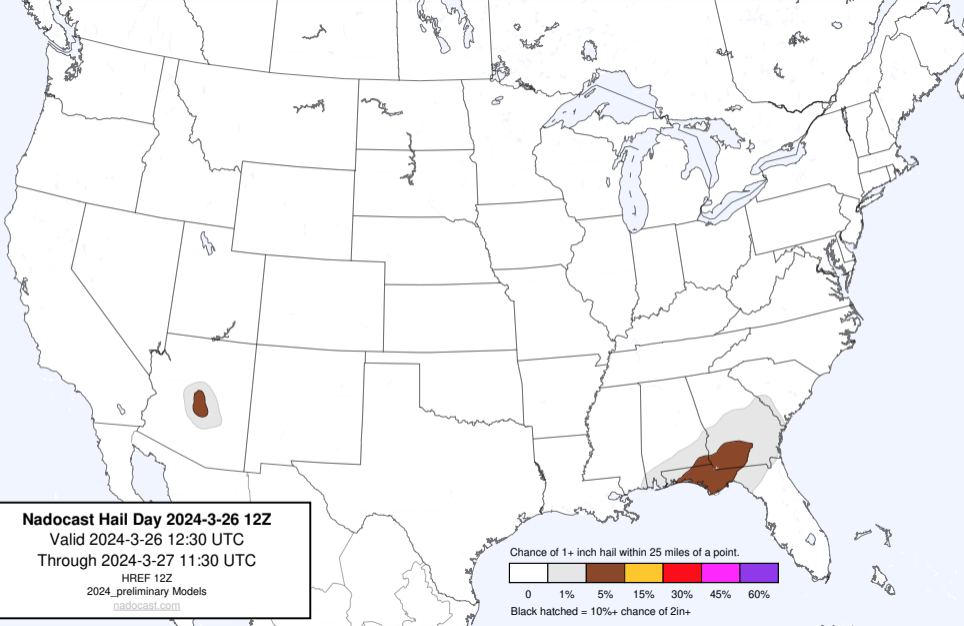 Nadocast Hail Day 2024-3-26 12Z
Valid 2024-3-26 12:30 UTC
Through 2024-3-27 11:30 UTC
HREF 12Z
2024_preliminary Models
nadocast.com
Chance of 1+ inch hail within 25 miles of a point.
0 1% 5% 15% 30% 45% 60%
Black hatched = 10%+ chance of 2in+